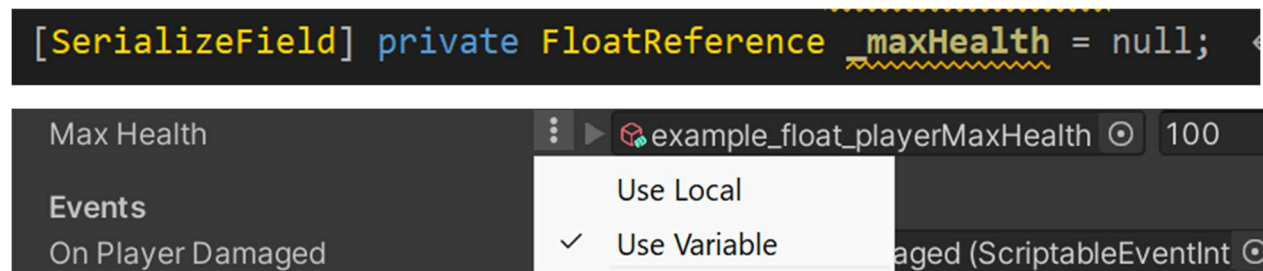 [SerializeField] private FloatReference _maxHealth = null;
Max Health example_float_playerMaxHealth 100
Use Local
Events
Use Variable
On Player Damaged aged (ScriptableEventInt